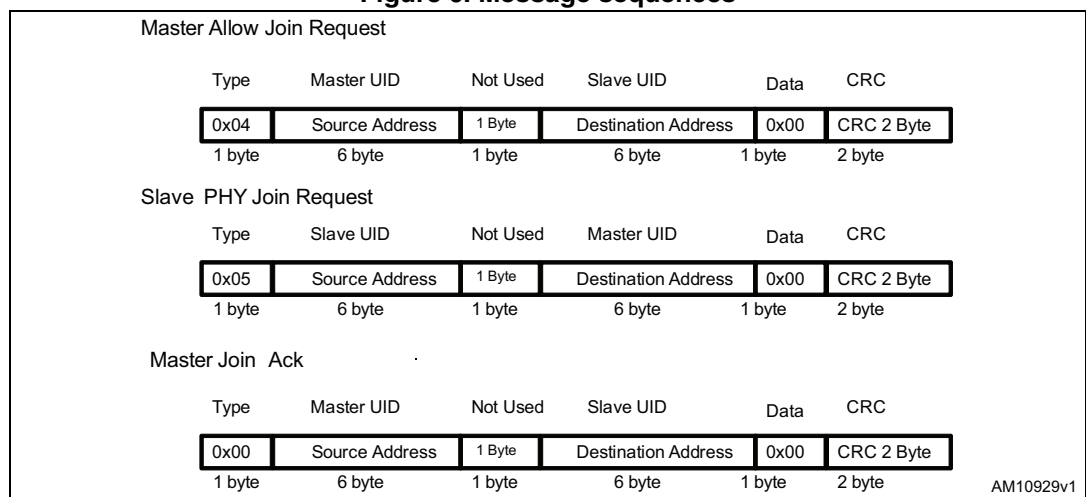 Figure 6. Message sequences
Master Allow Join Request
Type Master UID Not Used Slave UID Data CRC
0x04 Source Address 1 Byte Destination Address 0x00 CRC 2 Byte
1 byte 6 byte 1 byte 6 byte 1 byte 2 byte
Slave PHY Join Request
Type Slave UID Not Used Master UID Data CRC
0x05 Source Address 1 Byte Destination Address 0x00 CRC 2 Byte
1 byte 6 byte 1 byte 6 byte 1 byte 2 byte
Master Join Ack
Type Master UID Not Used Slave UID Data CRC
0x00 Source Address 1 Byte Destination Address 0x00 CRC 2 Byte
1 byte 6 byte 1 byte 6 byte 1 byte 2 byte
AM10929v1